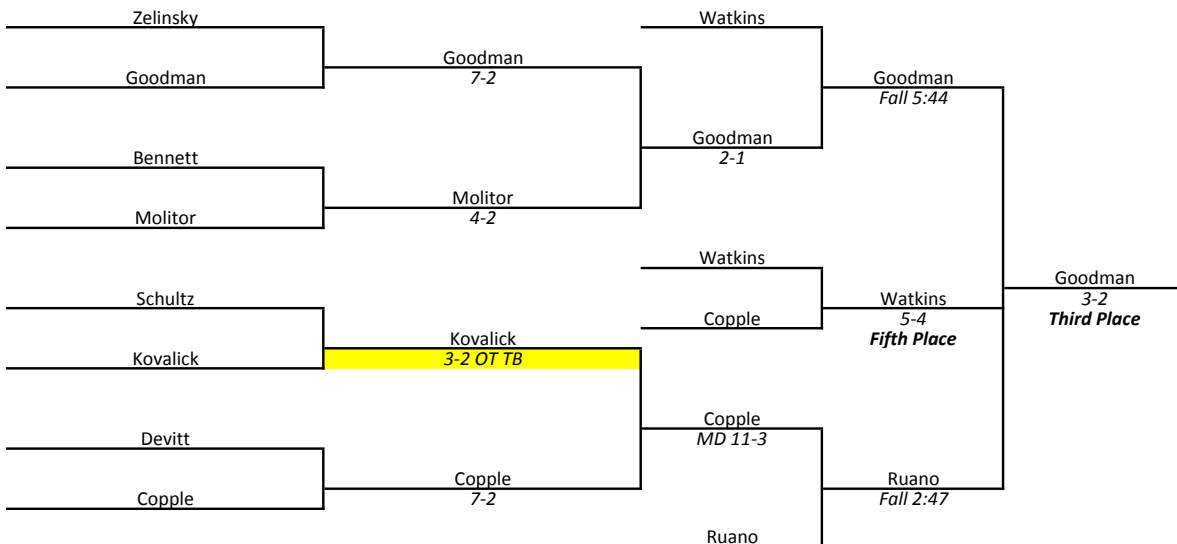 Zelinsky
Watkins
Goodman
7-2
Goodman
Goodman
Fall 5:44
Goodman
2-1
Bennett
Molitor
4-2
Molitor
Watkins
Goodman
3-2
Third Place
Schultz
Watkins
5-4
Fifth Place
Copple
Kovalick
3-2 OT TB
Kovalick
Copple
MD 11-3
Devitt
Copple
7-2
Ruano
Fall 2:47
Copple
Ruano